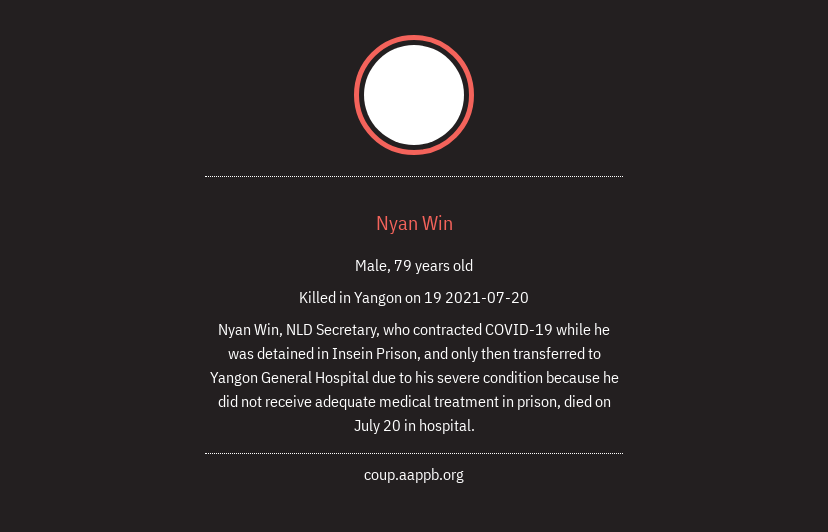 Nyan Win
Male, 79 years old
Killed in Yangon on 19 2021-07-20
Nyan Win, NLD Secretary, who contracted COVID-19 while he
was detained in Insein Prison, and only then transferred to
Yangon General Hospital due to his severe condition because he
did not receive adequate medical treatment in prison, died on
July 20 in hospital.
coup.aappb.org